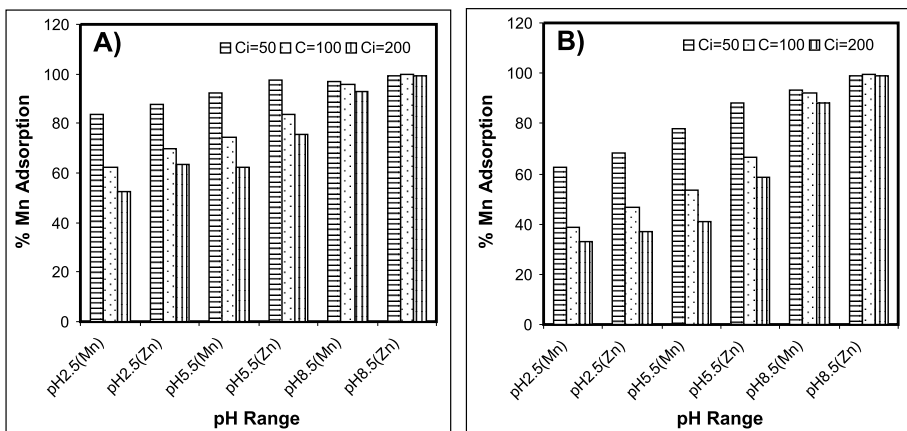 A)
Ci=50 C=100 Ci=200
% Mn Adsorption
120
100
80
60
40
20
0
pH2.5(Mn)
pH2.5(Zn)
pH5.5(Mn)
pH5.5(Zn)
pH8.5(Mn)
pH8.5(Zn)
pH Range
B)
Ci=50 C=100 Ci=200
% Mn Adsorption
120
100
80
60
40
20
0
pH2.5(Mn)
pH2.5(Zn)
pH5.5(Mn)
pH5.5(Zn)
pH8.5(Mn)
pH8.5(Zn)
pH Range